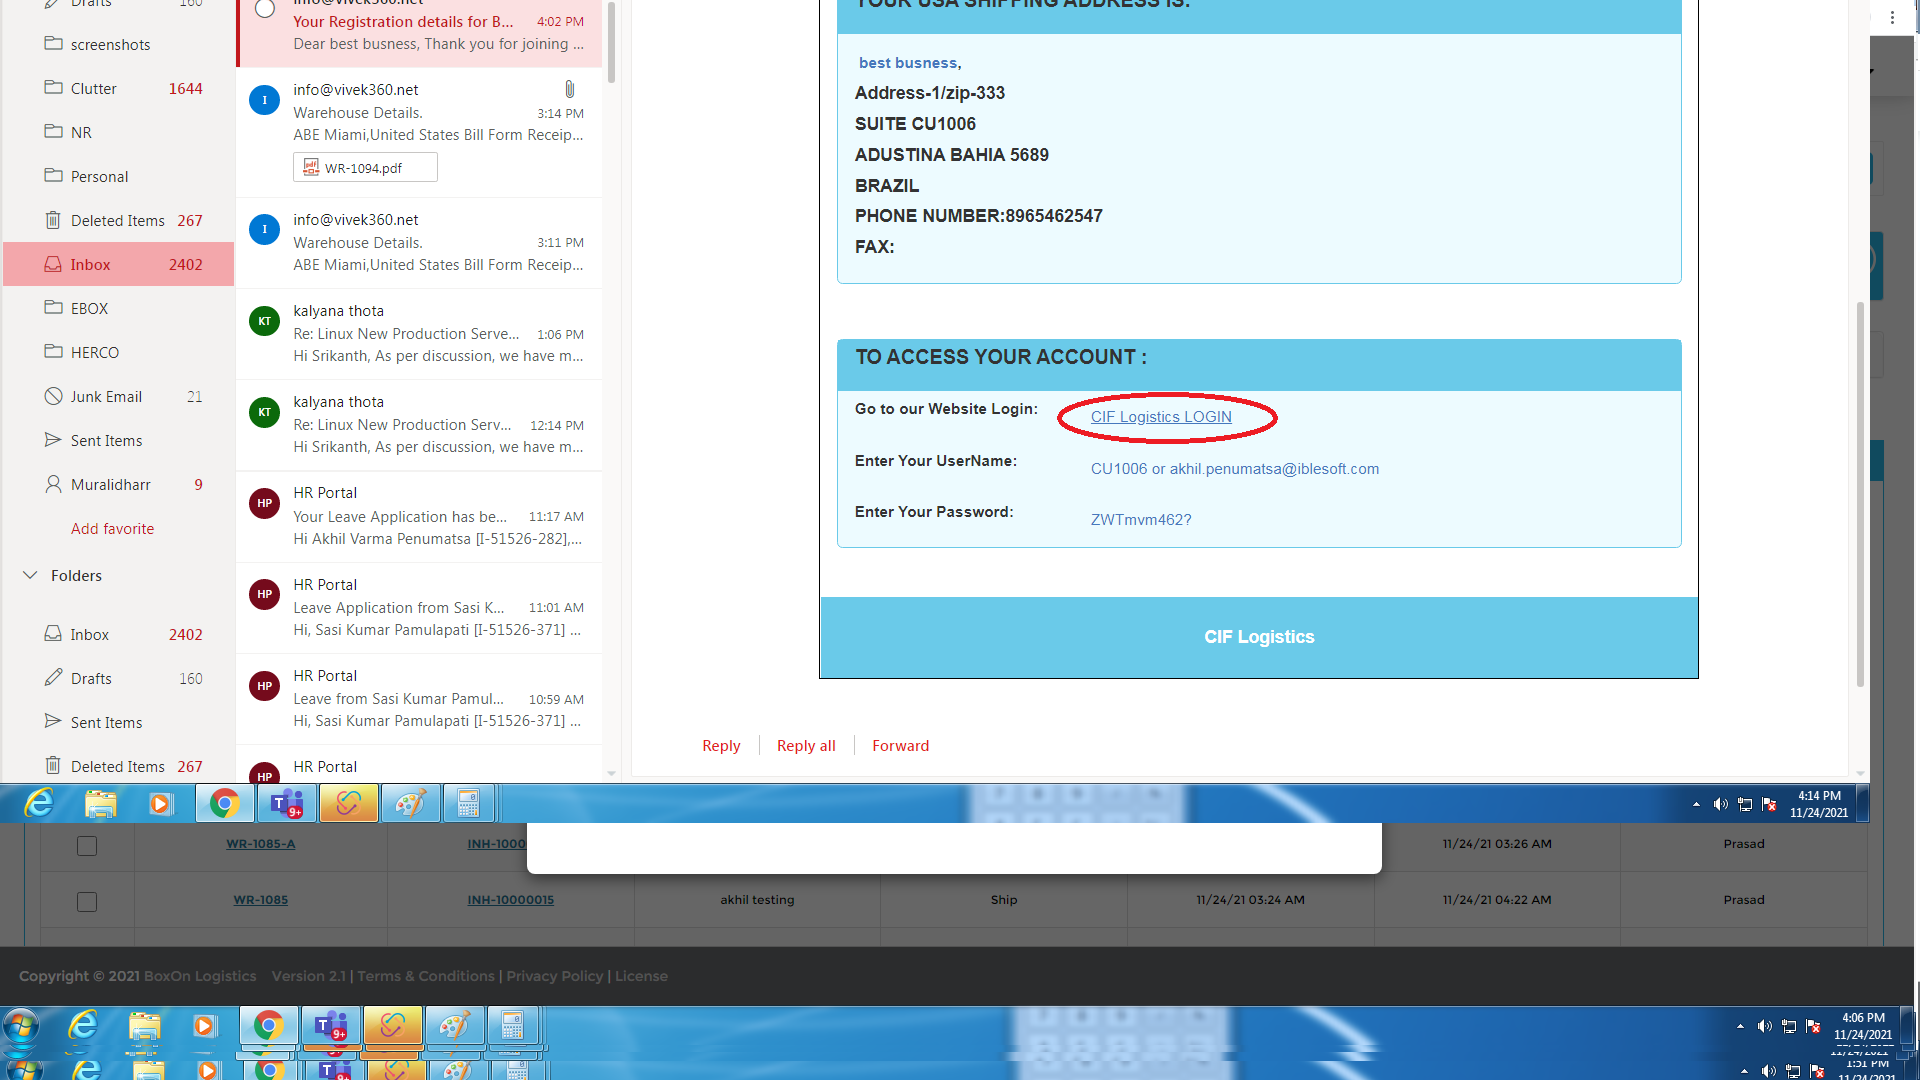 Drafts 160
screenshots
Clutter 1644
NR
Personal
Deleted Items 267
Inbox 2402
EBOX
HERCO
Junk Email 21
Sent Items
Muralidharr 9
Add favorite
Folders
Inbox 2402
Drafts 160
Sent Items
Deleted Items 267
info@vivek360.net
Your Registration details for B... 4:02 PM
Dear best busness, Thank you for joining ...
I
info@vivek360.net
Warehouse Details. 3:14 PM
ABE Miami,United States Bill Form Receip...
WR-1094.pdf
I
info@vivek360.net
Warehouse Details. 3:11 PM
ABE Miami,United States Bill Form Receip...
KT
kalyana thota
Re: Linux New Production Serve... 1:06 PM
Hi Srikanth, As per discussion, we have m...
KT
kalyana thota
Re: Linux New Production Serv... 12:14 PM
Hi Srikanth, As per discussion, we have m...
HP
HR Portal
Your Leave Application has be... 11:17 AM
Hi Akhil Varma Penumatsa [I-51526-282],...
HP
HR Portal
Leave Application from Sasi K... 11:01 AM
Hi, Sasi Kumar Pamulapati [I-51526-371] ...
HP
HR Portal
Leave from Sasi Kumar Pamul... 10:59 AM
Hi, Sasi Kumar Pamulapati [I-51526-371] ...
HP
HR Portal
YOUR USA SHIPPING ADDRESS IS:
best busness,
Address-1/zip-333
SUITE CU1006
ADUSTINA BAHIA 5689
BRAZIL
PHONE NUMBER:8965462547
FAX:
TO ACCESS YOUR ACCOUNT :
Go to our Website Login: CIF Logistics LOGIN
Enter Your UserName: CU1006 or akhil.penumatsa@iblesoft.com
Enter Your Password: ZWTmvm462?
CIF Logistics
Reply Reply all Forward
9+
4:14 PM
11/24/2021
WR-1085-A INH-1000 11/24/21 03:26 AM Prasad
WR-1085 INH-10000015 akhil testing Ship 11/24/21 03:24 AM 11/24/21 04:22 AM Prasad
Copyright © 2021 BoxOn Logistics Version 2.1 | Terms & Conditions | Privacy Policy | License
9+
4:06 PM
11/24/2021
1:51 PM